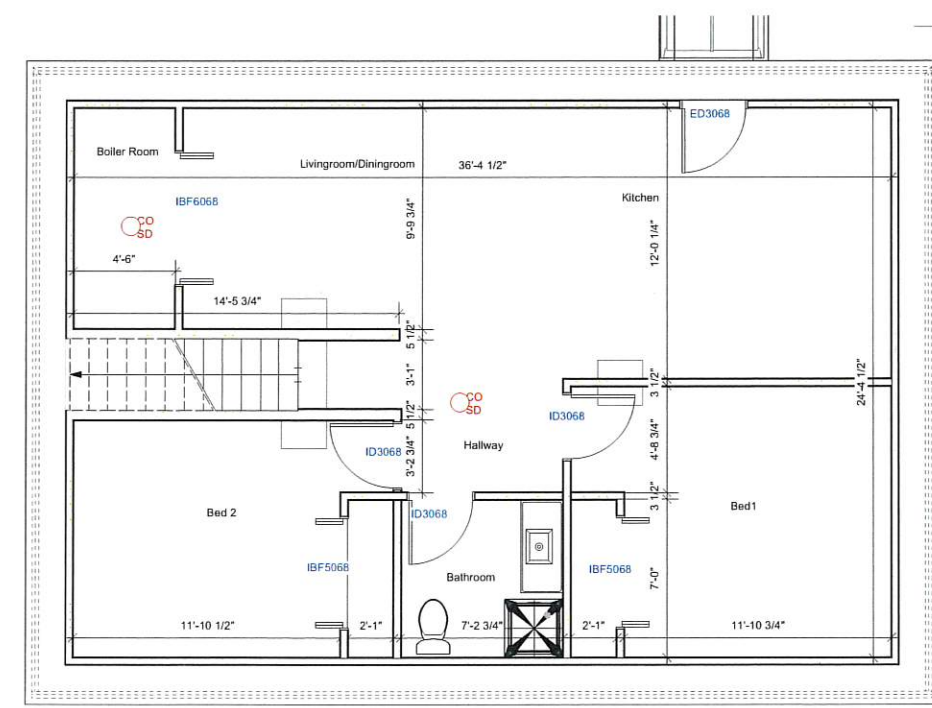 ED3068
Boiler Room
Livingroom/Diningroom
36'-4 1/2"
Kitchen
IBF6068
CO
SD
9'-9 3/4"
12'-0 1/4"
4'-6"
14'-5 3/4"
5 1/2"
3'-1"
3 1/2"
24'-4 1/2"
CO
SD
5 1/2"
ID3068
Hallway
ID3068
3'-2 3/4"
4'-8 3/4"
3 1/2"
Bed 2
ID3068
Bed1
IBF5068
IBF5068
Bathroom
7'-0"
11'-10 1/2"
2'-1"
7'-2 3/4"
2'-1"
11'-10 3/4"